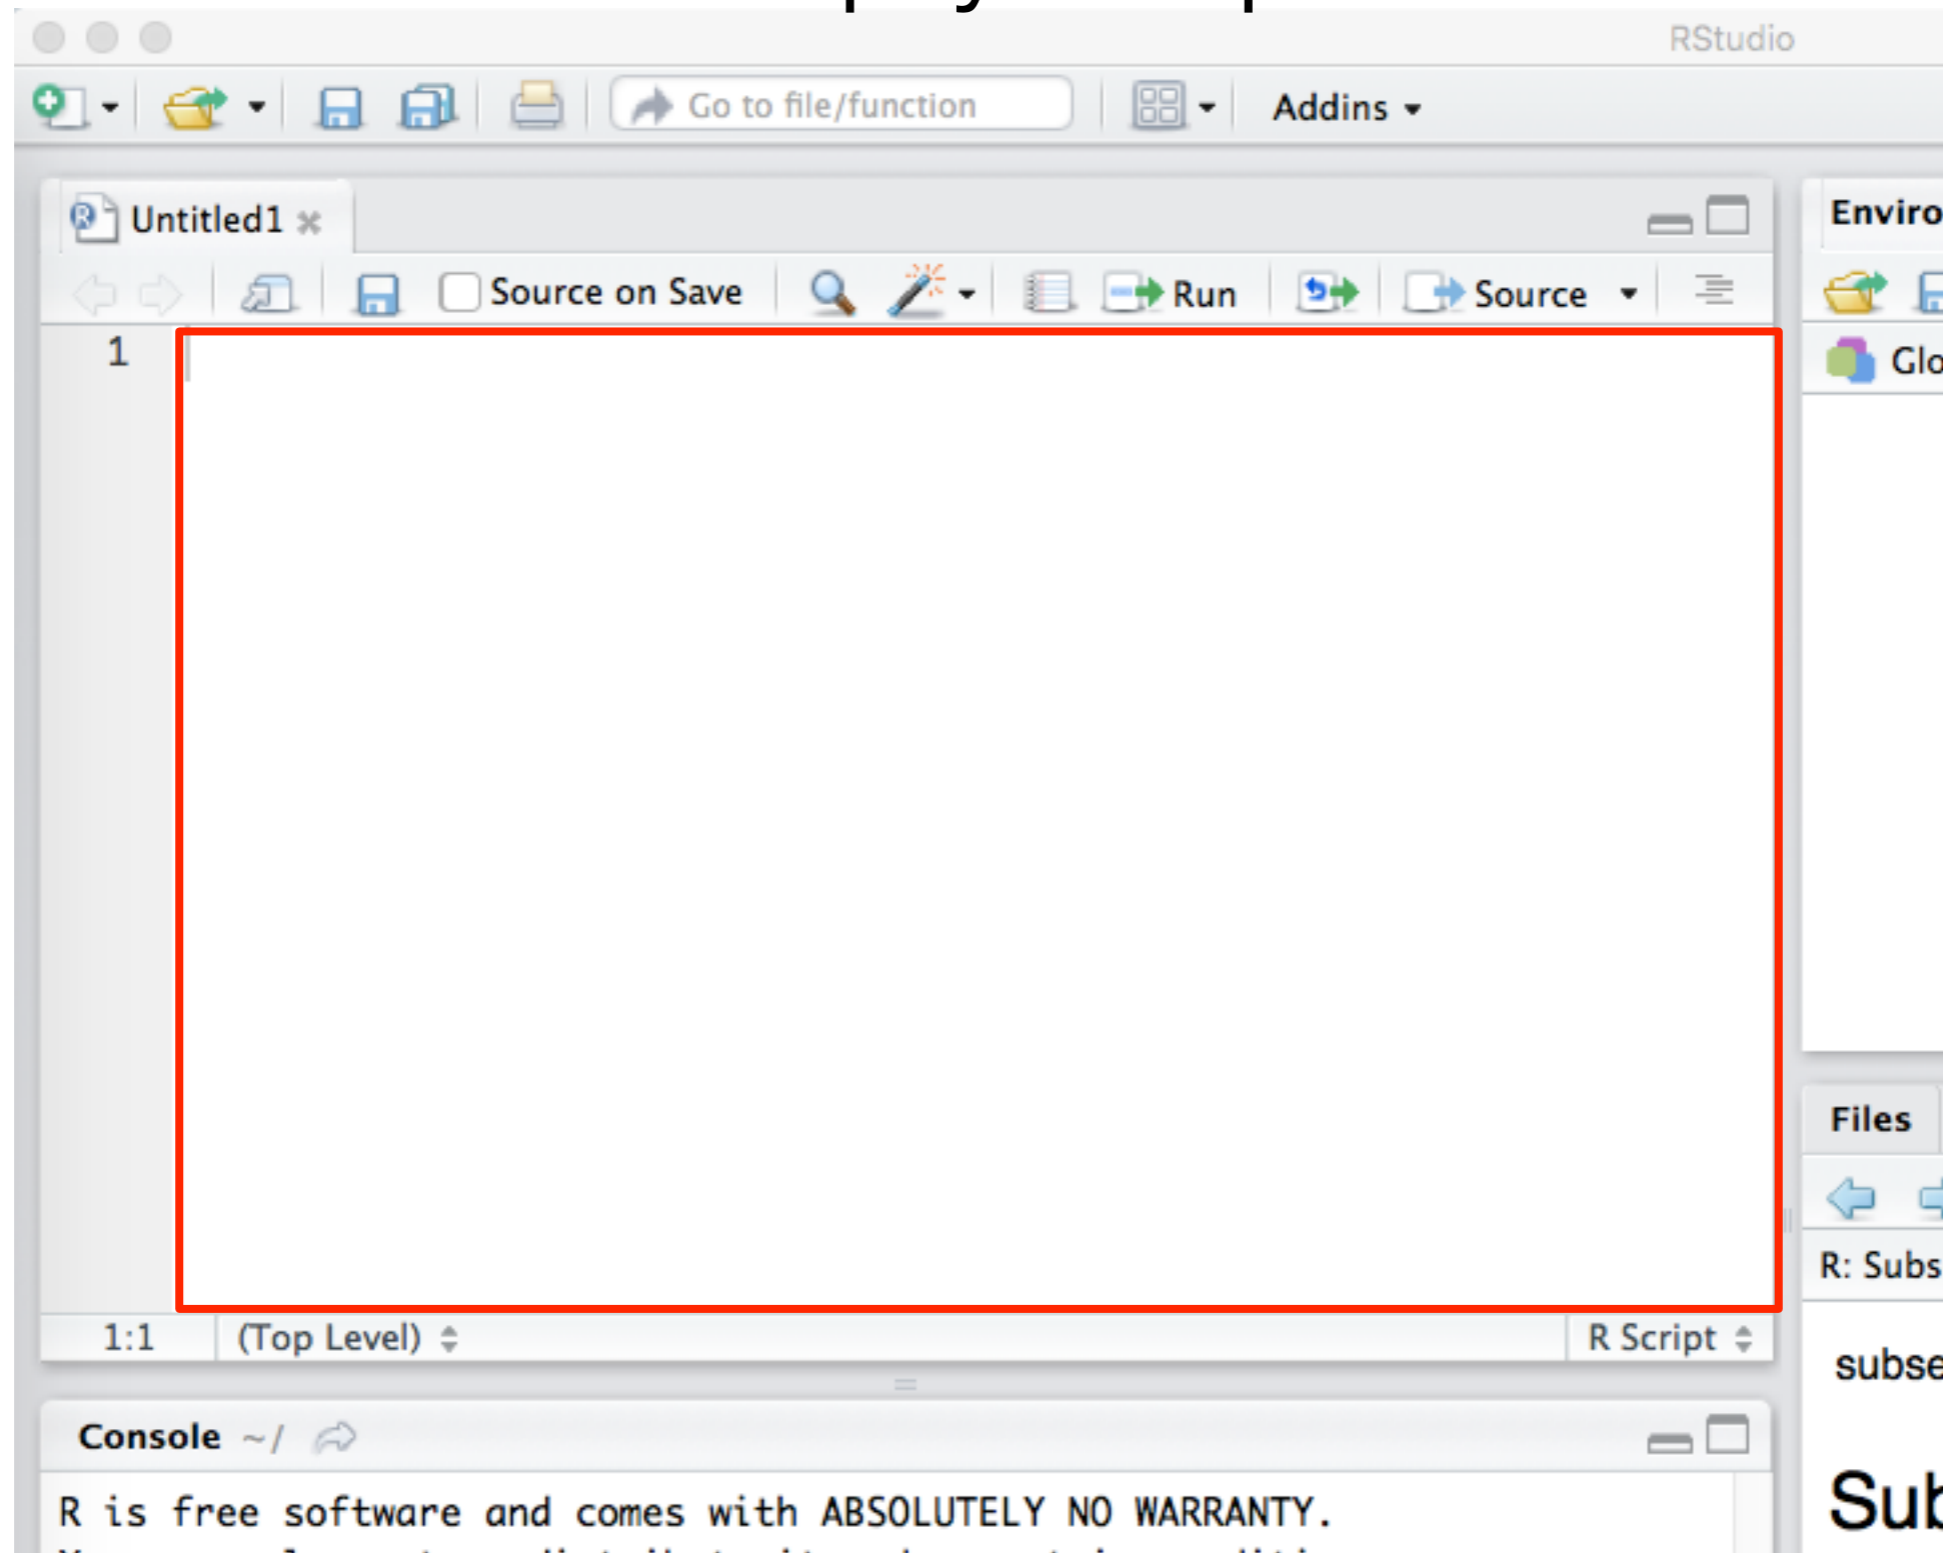 RStudio
Go to file/function
Addins
Untitled1
Enviro
Source on Save
Run
Source
1
Glo
Files
R: Subs
1:1
(Top Level)
R Script
subse
Console ~/
R is free software and comes with ABSOLUTELY NO WARRANTY.
Sub